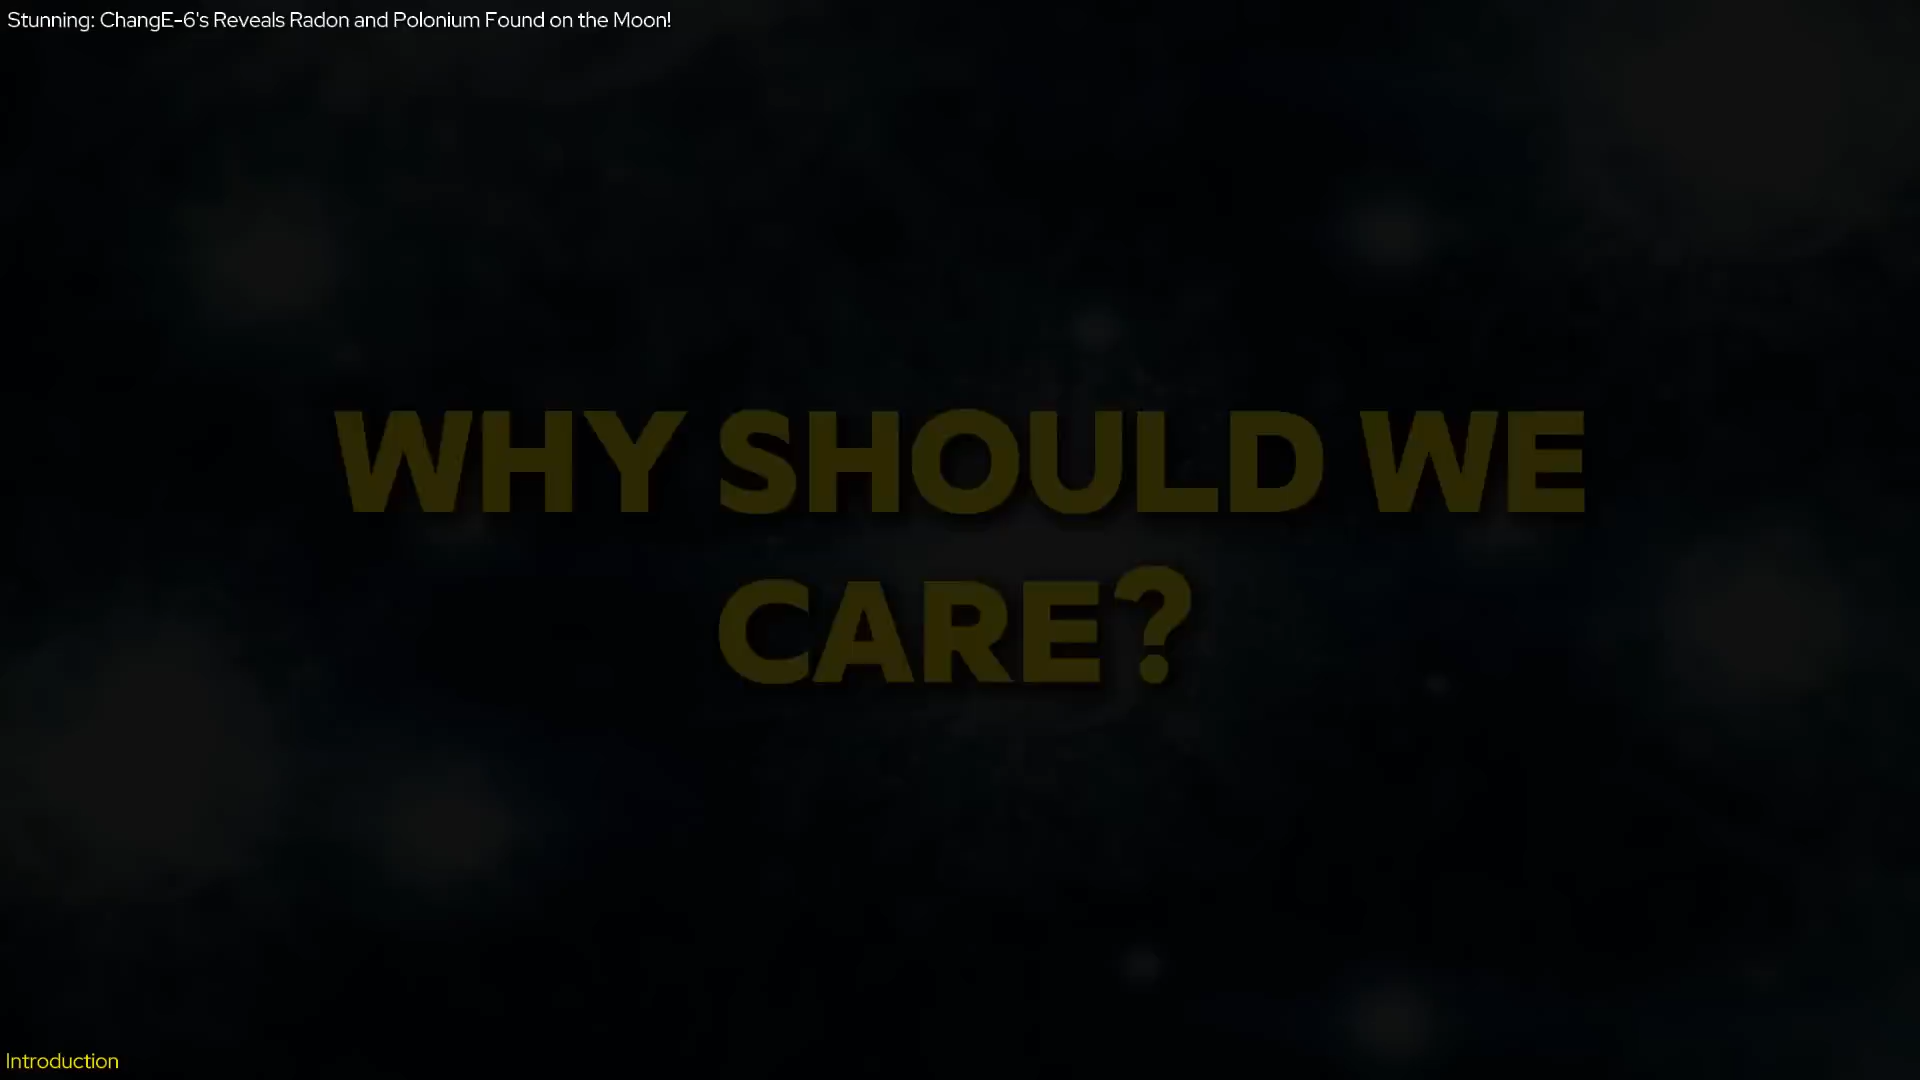 Stunning: ChangE-6's Reveals Radon and Polonium Found on the Moon!
WHY SHOULD WE
CARE?
Introduction